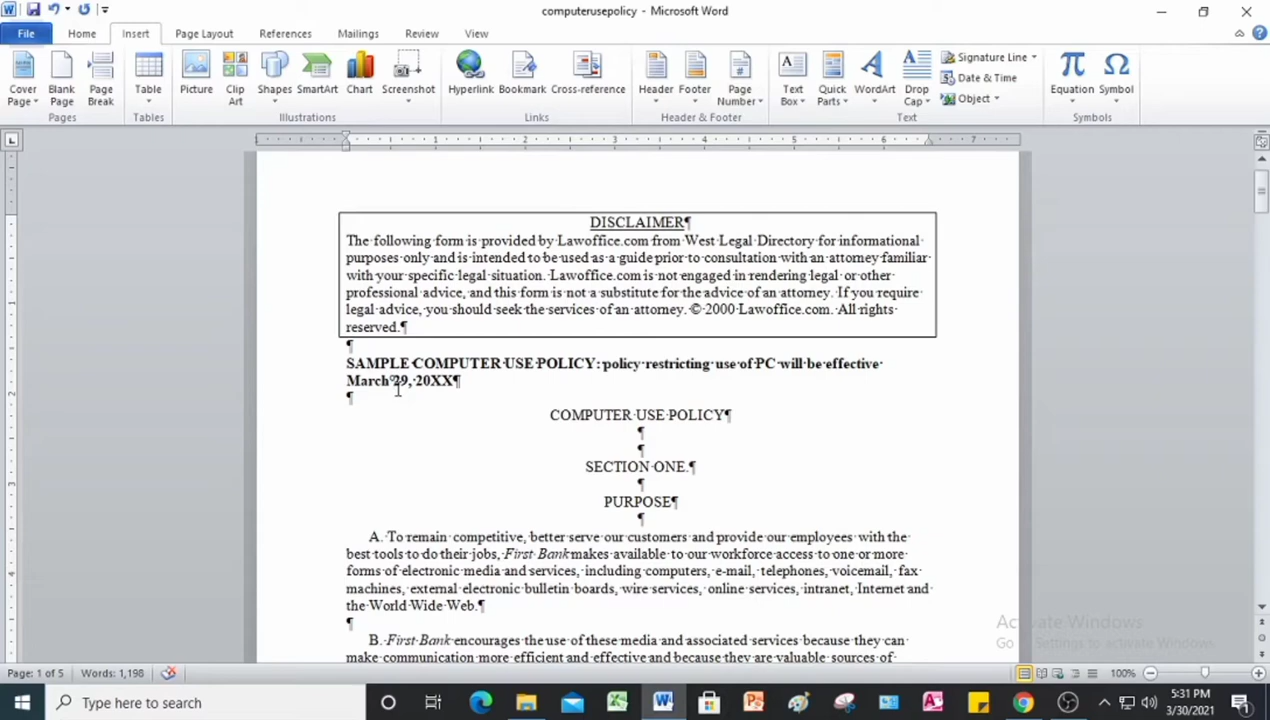 computerusepolicy - Microsoft Word
File Home Insert Page Layout References Mailings Review View
Cover Page Blank Page Page Break Table Picture Clip Art Shapes SmartArt Chart Screenshot Hyperlink Bookmark Cross-reference Header Footer Page Number Text Box Quick Parts WordArt Drop Cap Signature Line Date & Time Object Equation Symbol
Pages Tables Illustrations Links Header & Footer Text Symbols
1 1 2 3 4 5 6 7
DISCLAIMER¶
The following form is provided by Lawoffice.com from West Legal Directory for informational
purposes only and is intended to be used as a guide prior to consultation with an attorney familiar
with your specific legal situation. Lawoffice.com is not engaged in rendering legal or other
professional advice, and this form is not a substitute for the advice of an attorney. If you require
legal advice, you should seek the services of an attorney. © 2000 Lawoffice.com. All rights
reserved.¶
¶
SAMPLE COMPUTER USE POLICY: policy restricting use of PC will be effective
March°29, 20XX¶
¶
COMPUTER USE POLICY¶
¶
¶
SECTION ONE.¶
¶
PURPOSE¶
¶
A. To remain competitive, better serve our customers and provide our employees with the
best tools to do their jobs, First Bank makes available to our workforce access to one or more
forms of electronic media and services, including computers, e-mail, telephones, voicemail, fax
machines, external electronic bulletin boards, wire services, online services, intranet, Internet and
the World Wide Web.¶
¶
B. First Bank encourages the use of these media and associated services because they can
make communication more efficient and effective and because they are valuable sources of
Activate Windows
Go to Settings to activate Windows.
Page: 1 of 5 Words: 1,198 100%
Type here to search
5:31 PM
3/30/2021